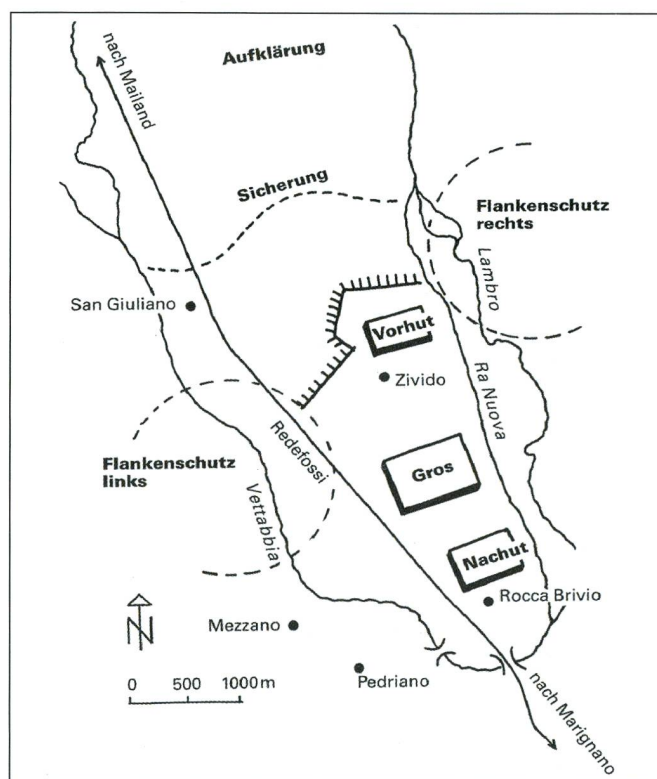 nach Mailand
Aufklärung
Sicherung
Flankenschutz
rechts
Lambro
San Giuliano
Vorhut
Zivido
Ra Nuova
Redefossi
Gros
Flankenschutz
links
Vettabbia
Nachut
Rocca Brivio
N
Mezzano
Pedriano
0 500 1000m
nach Marignano